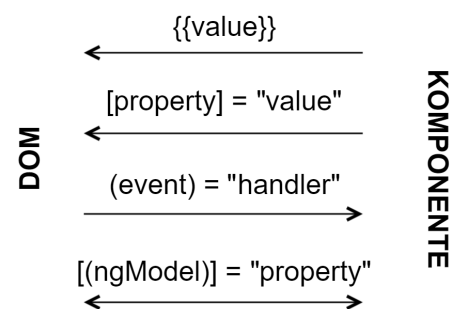 {{value}}
[property] = "value"
DOM
(event) = "handler"
KOMPONENTE
[(ngModel)] = "property"